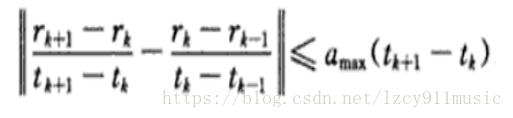 ‖(r_{k+1} − r_k)/(t_{k+1} − t_k) − (r_k − r_{k−1})/(t_k − t_{k−1})‖ ⩽ a_max(t_{k+1} − t_k)
https://blog.csdn.net/lzcy911music